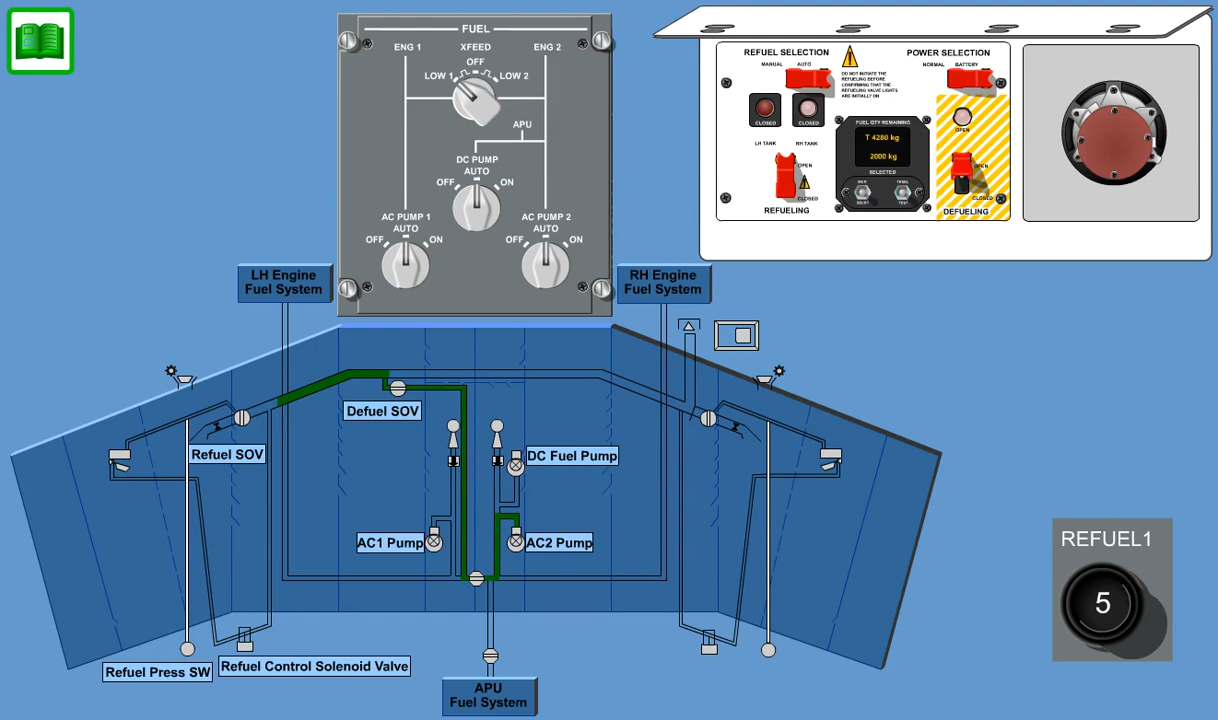 FUEL
ENG 1
XFEED
ENG 2
OFF
LOW 1
LOW 2
APU
DC PUMP
AUTO
OFF
ON
AC PUMP 1
AUTO
OFF
ON
AC PUMP 2
AUTO
OFF
ON
REFUEL SELECTION
MANUAL
AUTO
DO NOT INITIATE THE
REFUELING BEFORE
CONFIRMING THAT THE
REFUELING VALVE LIGHTS
ARE INITIALLY ON
POWER SELECTION
NORMAL
BATTERY
CLOSED
CLOSED
LH TANK
RH TANK
OPEN
CLOSED
REFUELING
FUEL QTY REMAINING
T 4280 kg
2000 kg
SELECTED
OPEN
OPEN
CLOSED
DEFUELING
LH Engine
Fuel System
RH Engine
Fuel System
Defuel SOV
Refuel SOV
DC Fuel Pump
AC1 Pump
AC2 Pump
Refuel Press SW
Refuel Control Solenoid Valve
APU
Fuel System
REFUEL1
5